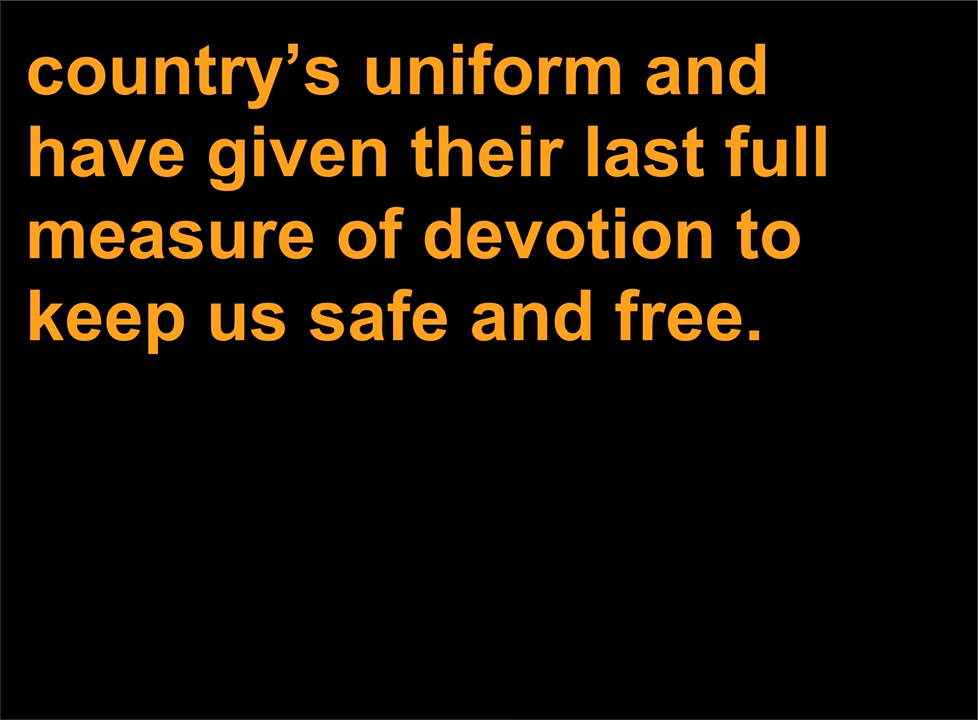 country’s uniform and
have given their last full
measure of devotion to
keep us safe and free.